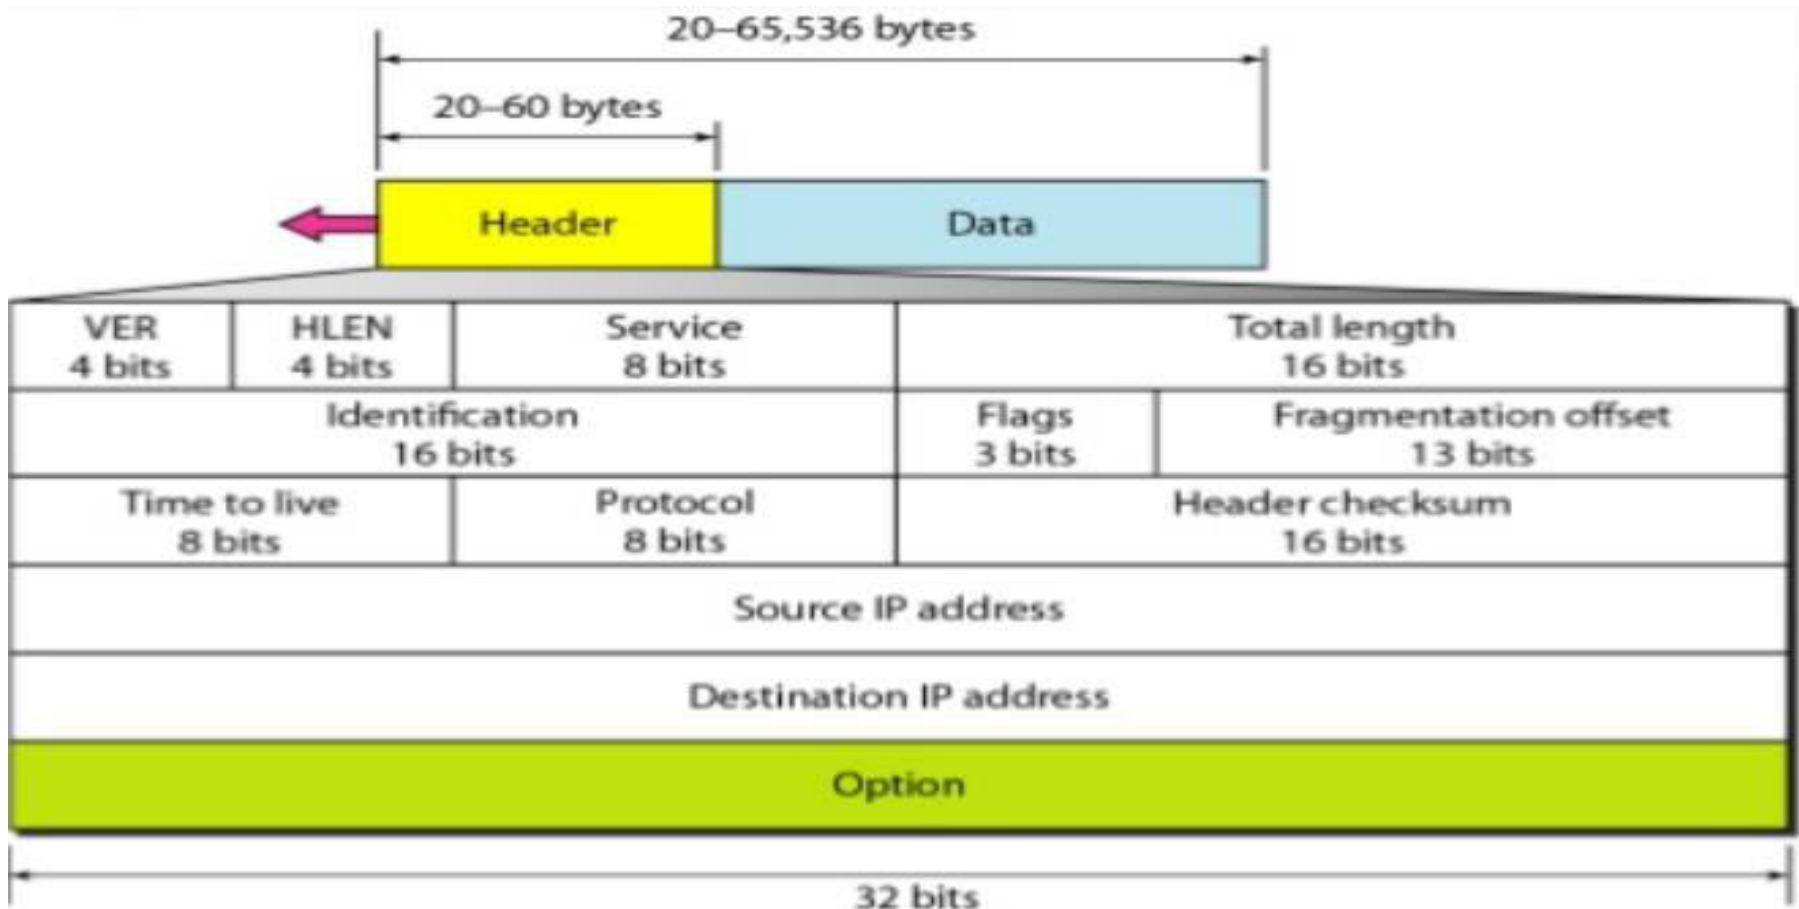 20–65,536 bytes
20–60 bytes
Header
Data
VER
4 bits
HLEN
4 bits
Service
8 bits
Total length
16 bits
Identification
16 bits
Flags
3 bits
Fragmentation offset
13 bits
Time to live
8 bits
Protocol
8 bits
Header checksum
16 bits
Source IP address
Destination IP address
Option
32 bits